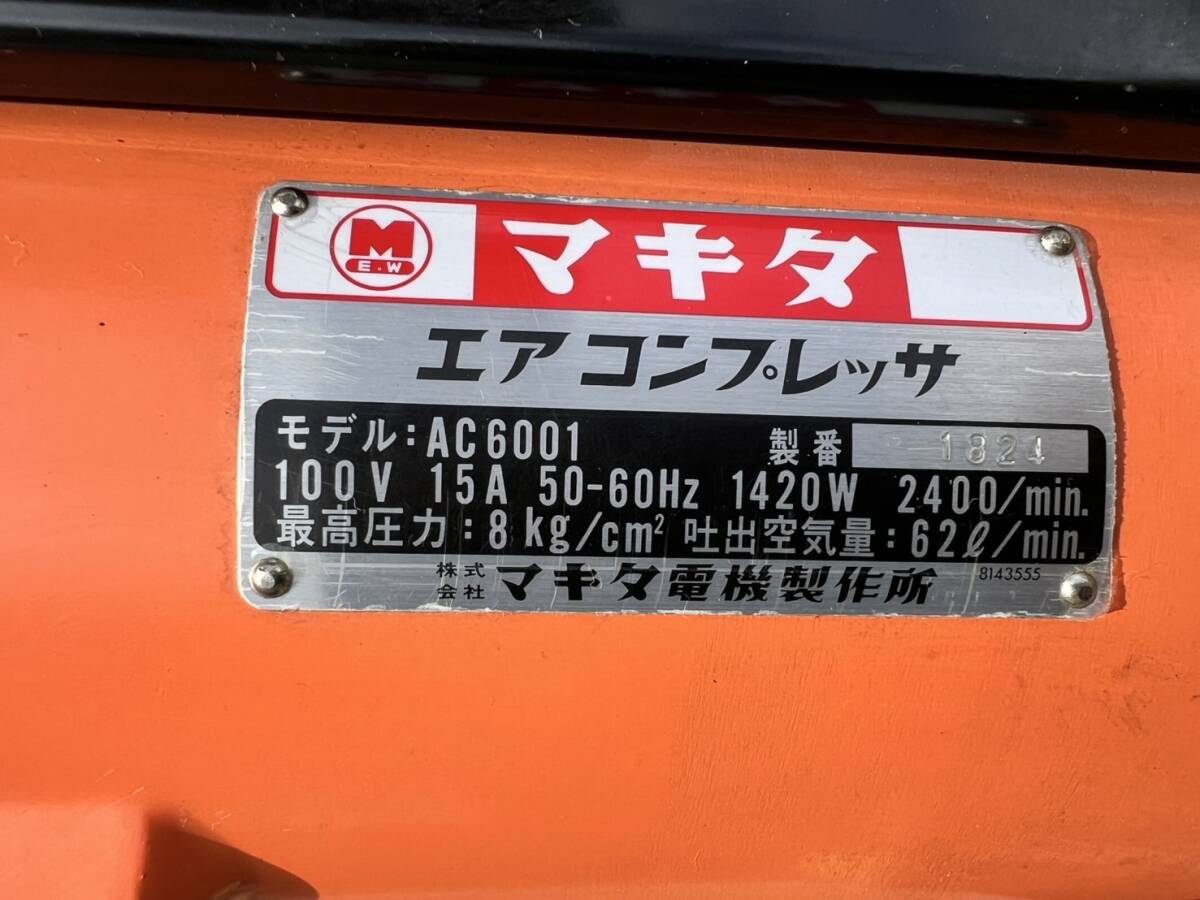 M
E.W
マキタ
エアコンプレッサ
モデル:AC6001 製番 1824
100V 15A 50-60Hz 1420W 2400/min.
最高圧力:8kg/cm² 吐出空気量:62ℓ/min.
株式会社 マキタ電機製作所 8143555